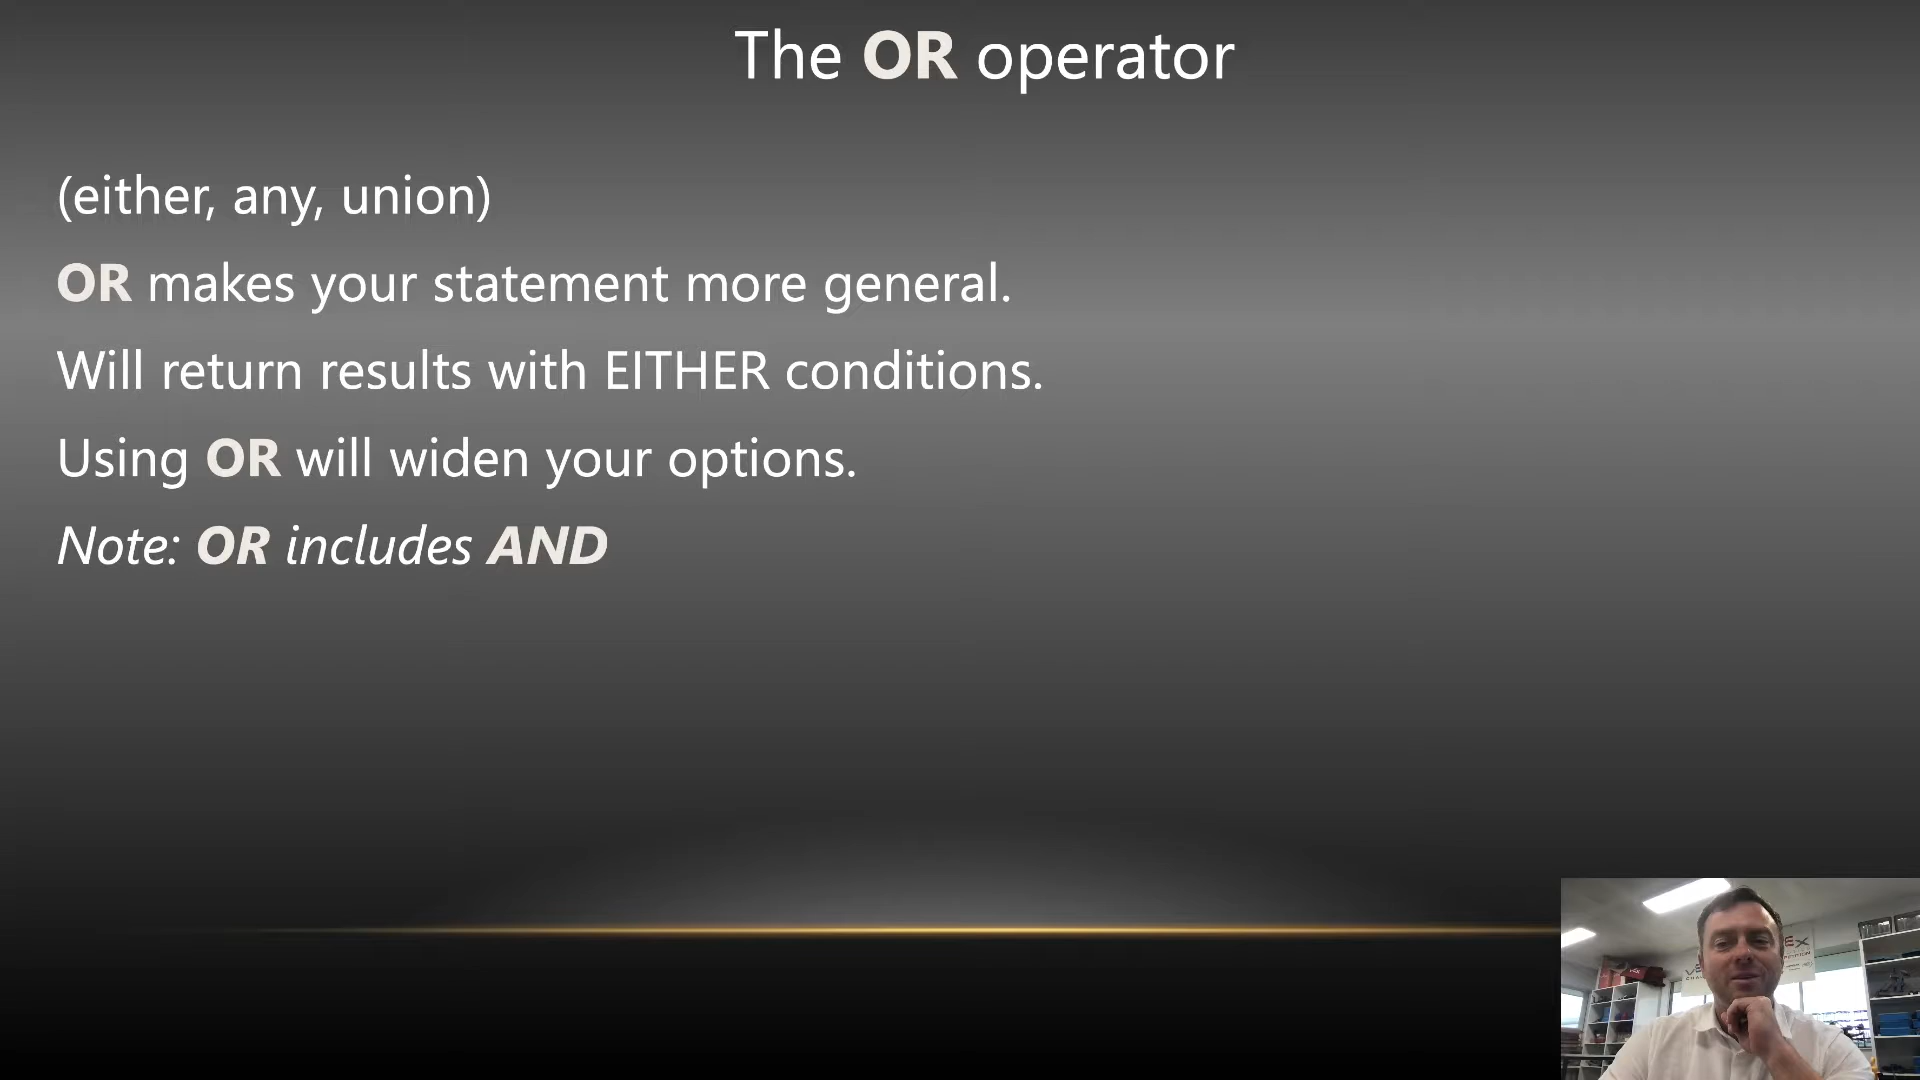 The OR operator
(either, any, union)
OR makes your statement more general.
Will return results with EITHER conditions.
Using OR will widen your options.
Note: OR includes AND